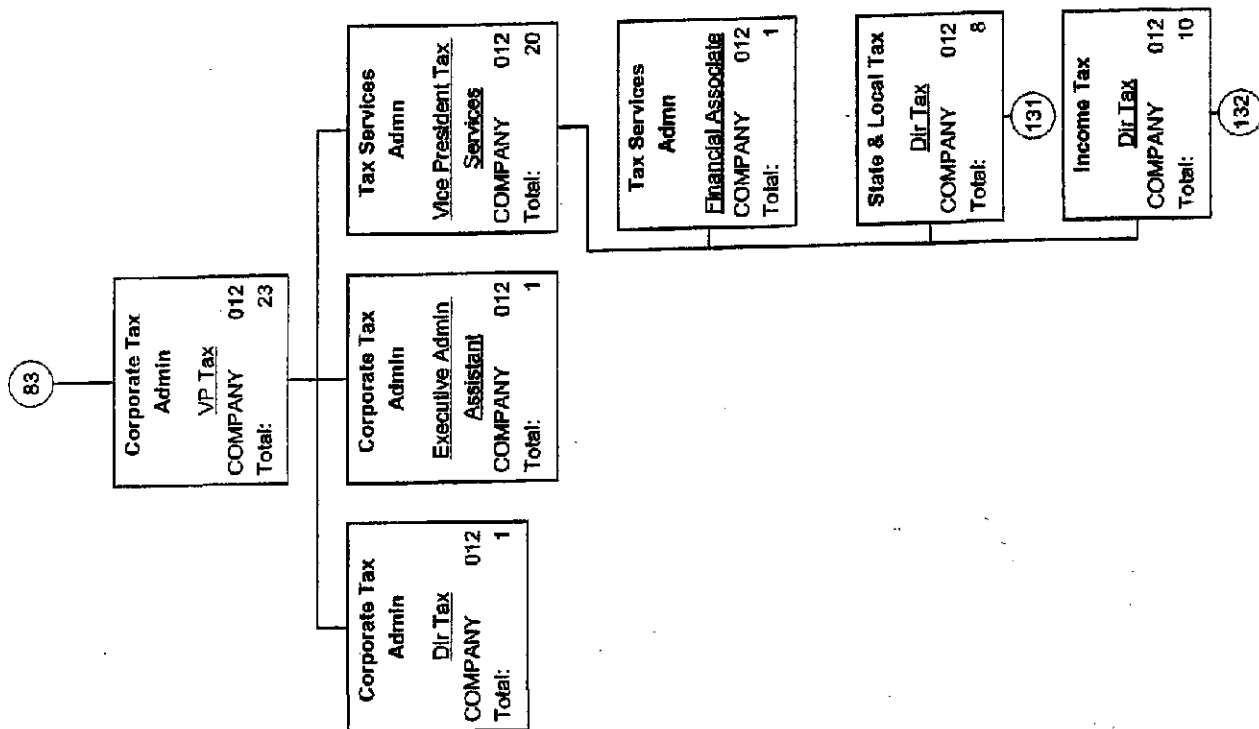 83
Corporate Tax
Admin
VP Tax
COMPANY 012
Total: 23
Corporate Tax
Admin
Dir Tax
COMPANY 012
Total: 1
Corporate Tax
Admin
Executive Admin
Assistant
COMPANY 012
Total: 1
Tax Services
Admn
Vice President Tax
Services
COMPANY 012
Total: 20
Tax Services
Admn
Financial Associate
COMPANY 012
Total: 1
State & Local Tax
Dir Tax
COMPANY 012
Total: 8
131
Income Tax
Dir Tax
COMPANY 012
Total: 10
132